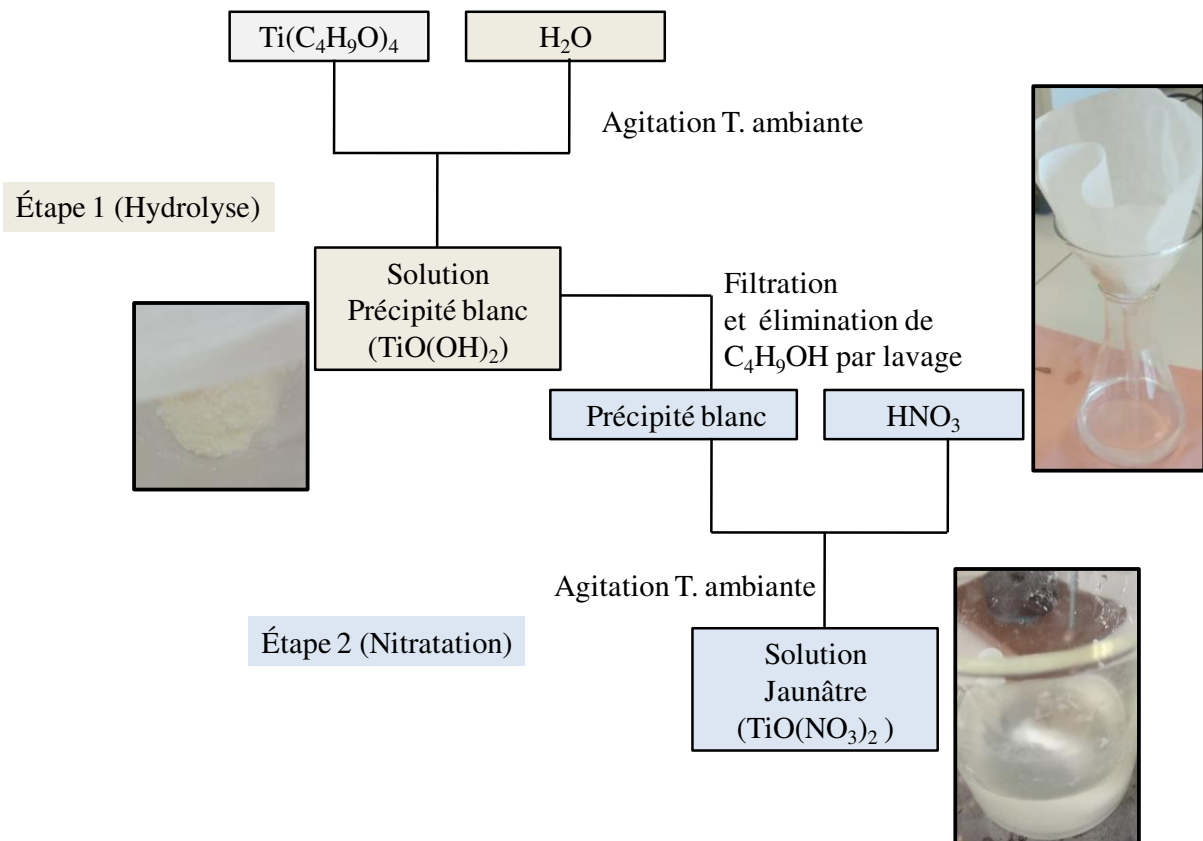 Ti(C₄H₉O)₄
H₂O
Agitation T. ambiante
Étape 1 (Hydrolyse)
Solution
Précipité blanc
(TiO(OH)₂)
Filtration
et élimination de
C₄H₉OH par lavage
Précipité blanc
HNO₃
Agitation T. ambiante
Étape 2 (Nitratation)
Solution
Jaunâtre
(TiO(NO₃)₂ )